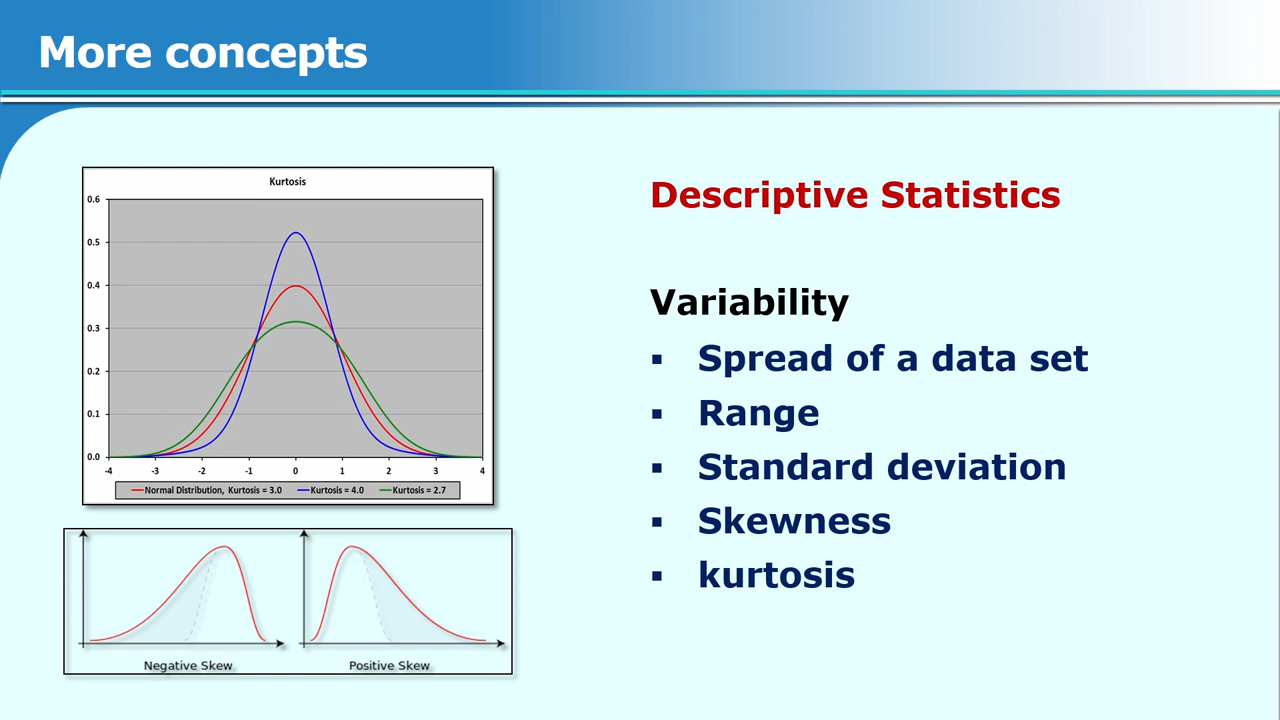 More concepts
Kurtosis
0.6
0.5
0.4
0.3
0.2
0.1
0.0
-4 -3 -2 -1 0 1 2 3 4
Normal Distribution, Kurtosis = 3.0 Kurtosis = 4.0 Kurtosis = 2.7
Negative Skew Positive Skew
Descriptive Statistics
Variability
▪ Spread of a data set
▪ Range
▪ Standard deviation
▪ Skewness
▪ kurtosis